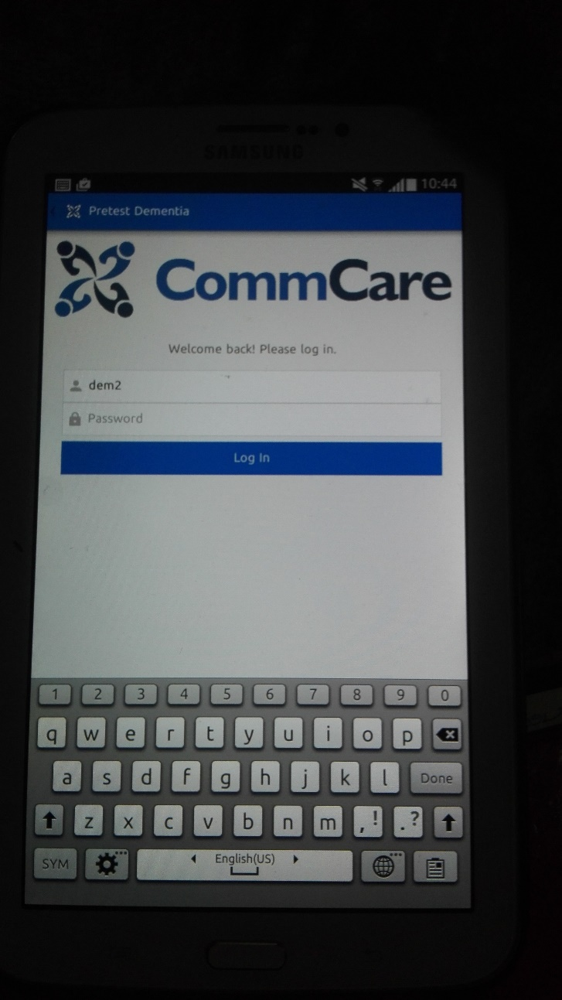 SAMSUNG
10:44
Pretest Dementia
CommCare
Welcome back! Please log in.
dem2
Password
Log In
1 2 3 4 5 6 7 8 9 0
q w e r t y u i o p
a s d f g h j k l Done
z x c v b n m , ! . ?
SYM English(US)